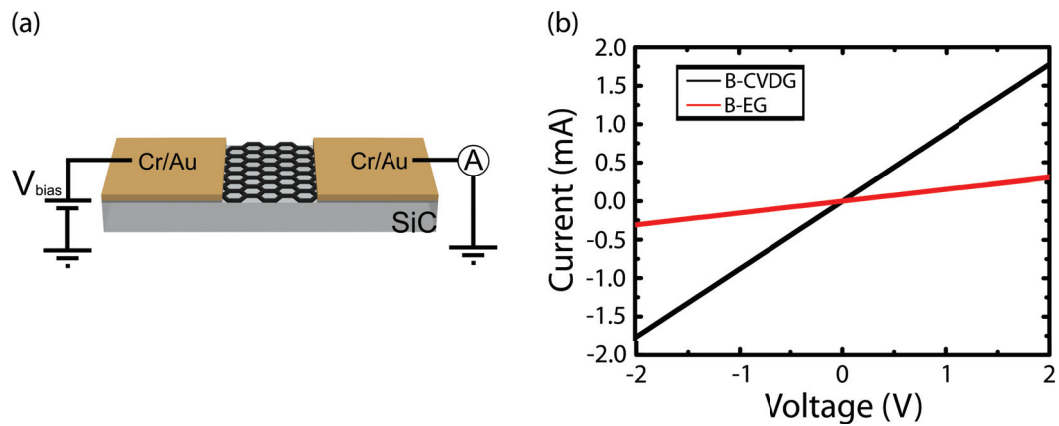 (a)
Cr/Au
Cr/Au
A
Vbias
SiC
(b)
2.0
1.5
1.0
0.5
0.0
-0.5
-1.0
-1.5
-2.0
Current (mA)
B-CVDG
B-EG
-2
-1
0
1
2
Voltage (V)